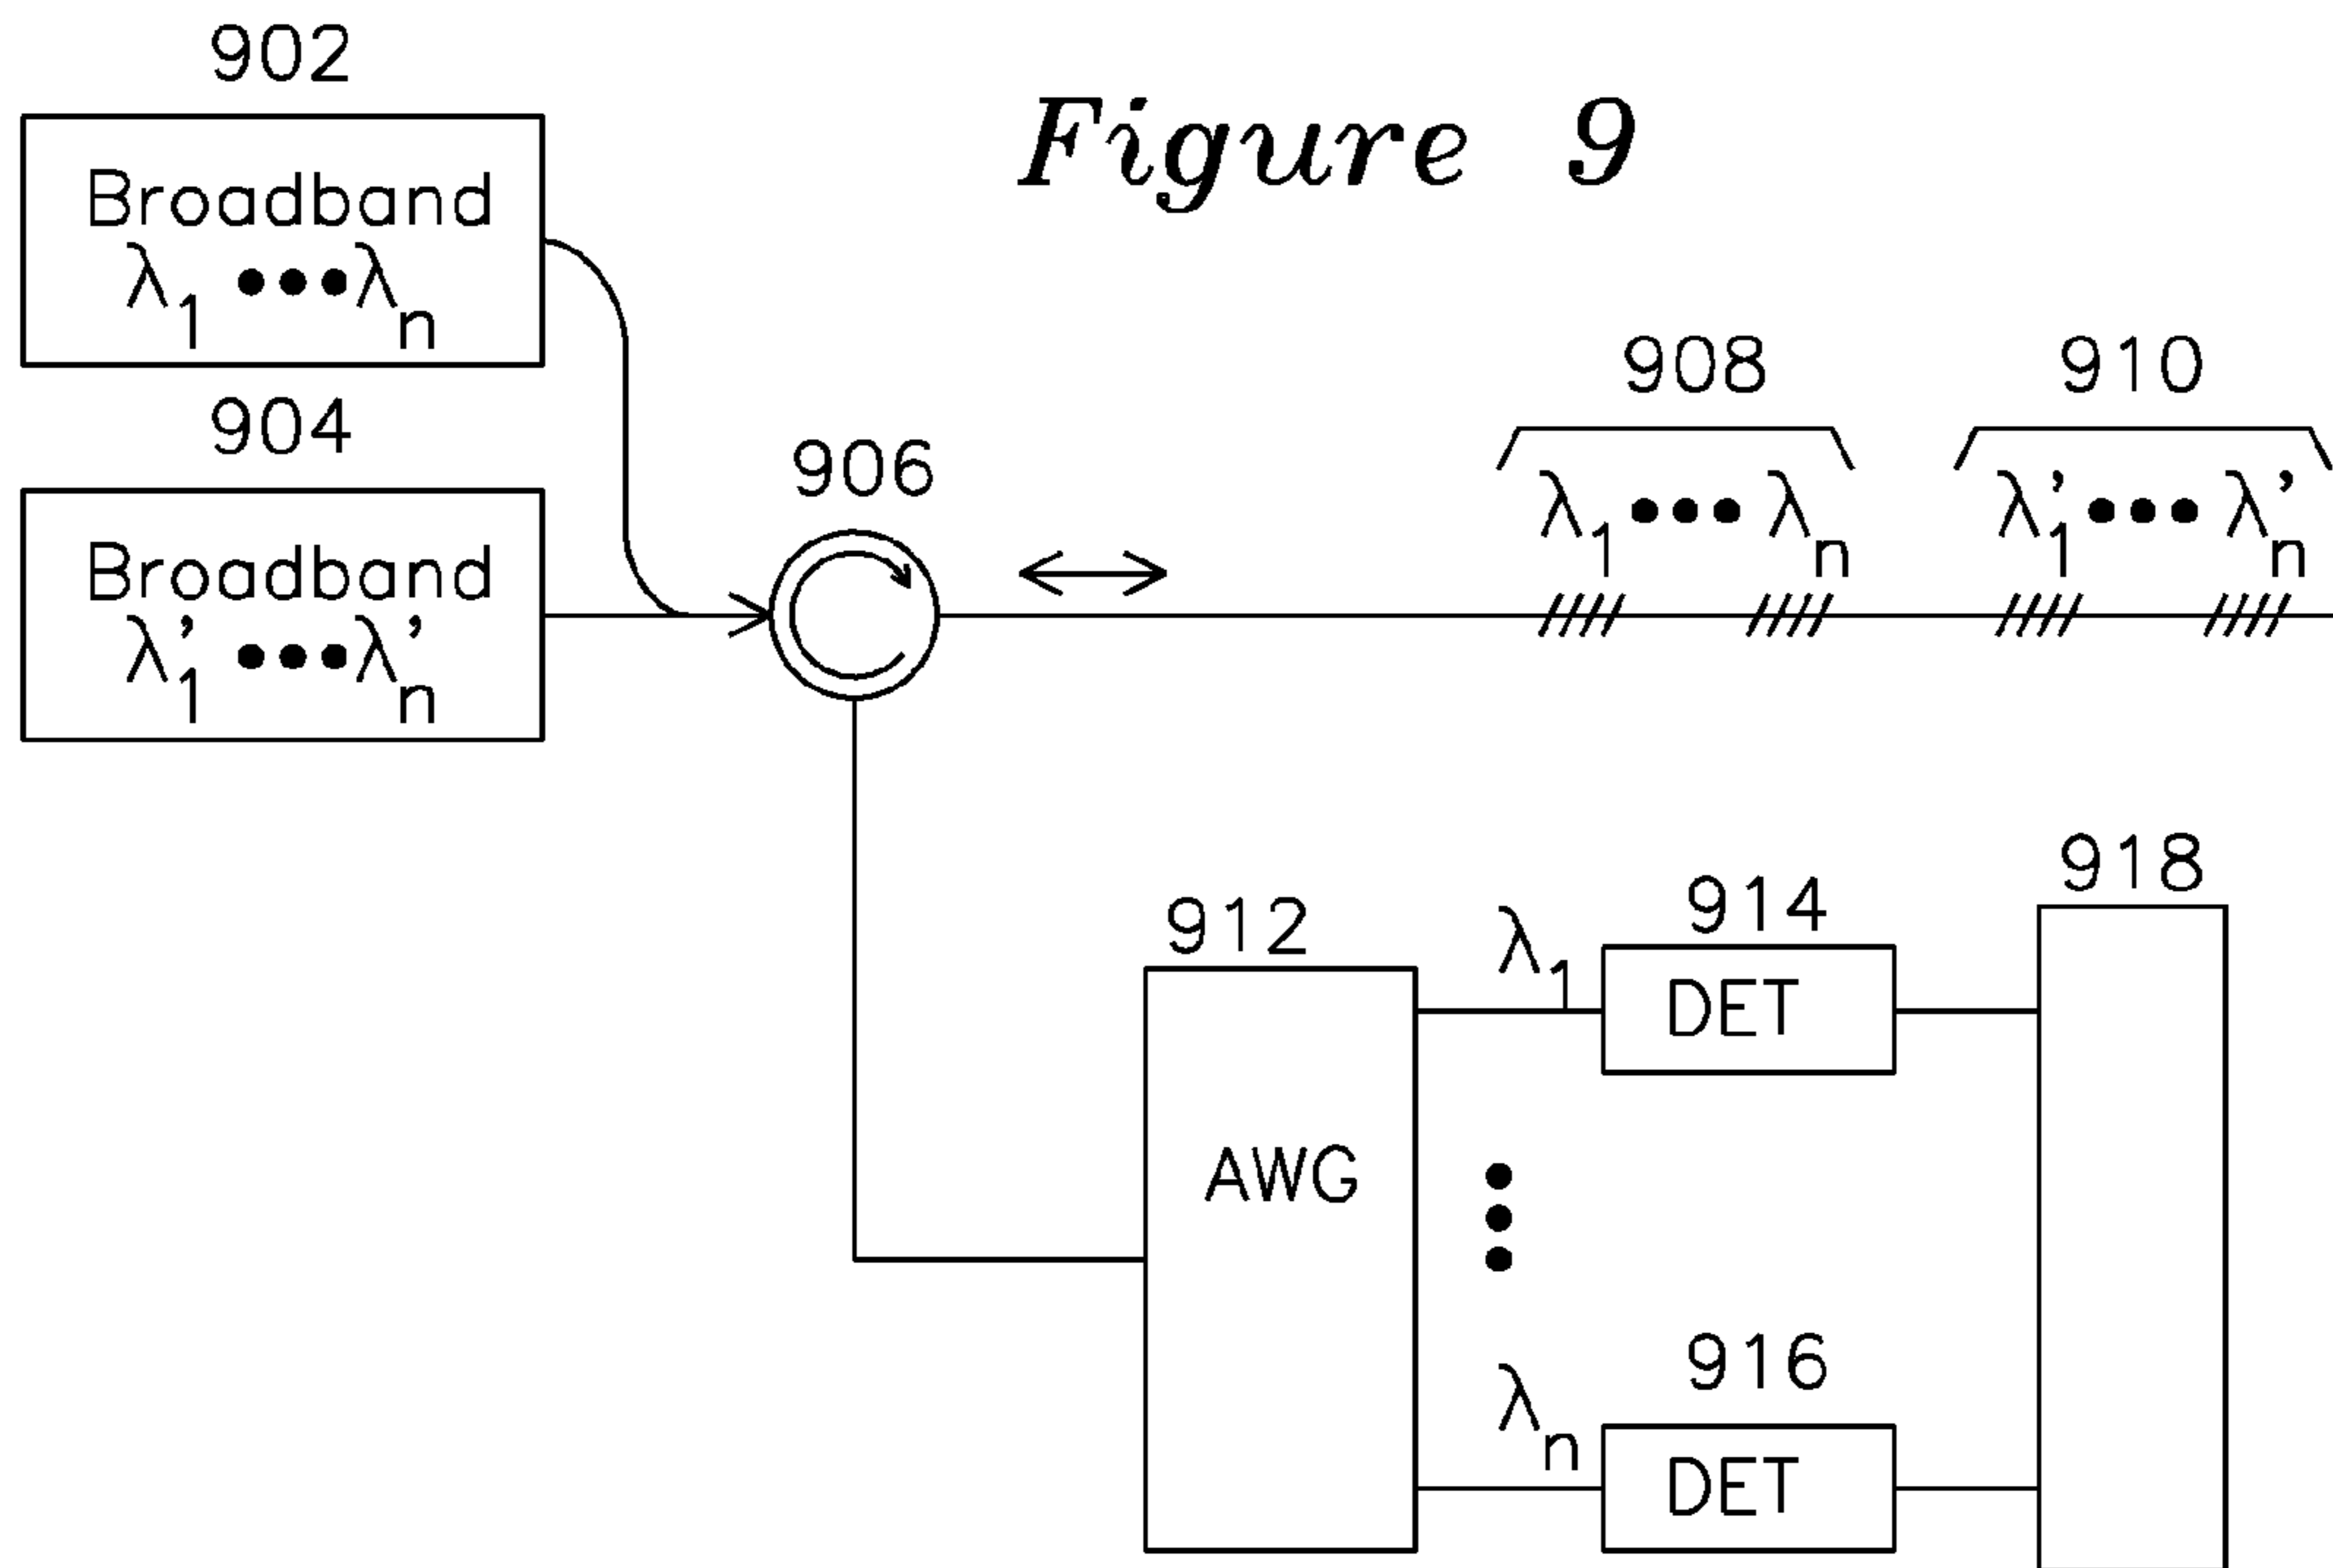 Figure 9
902
Broadband
λ1 •••λn
904
Broadband
λ'1 •••λ'n
906
908
λ1 ••• λn
910
λ'1 ••• λ'n
912
AWG
λ1
914
DET
λn
916
DET
918